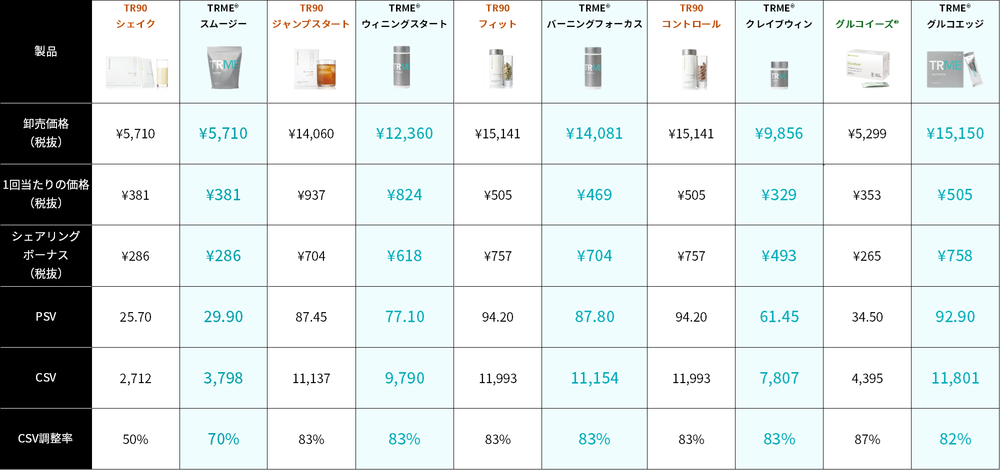 製品
TR90
シェイク
TRME®
スムージー
TRME
TR90
ジャンプスタート
TRME®
ウィニングスタート
TRME
TR90
フィット
TRME®
バーニングフォーカス
TRME
TR90
コントロール
TRME®
クレイブウィン
TRME
グルコイーズ®
GlucoEase
TRME®
グルコエッジ
TRME
卸売価格
（税抜）
¥5,710 ¥5,710 ¥14,060 ¥12,360 ¥15,141 ¥14,081 ¥15,141 ¥9,856 ¥5,299 ¥15,150
1回当たりの価格
（税抜）
¥381 ¥381 ¥937 ¥824 ¥505 ¥469 ¥505 ¥329 ¥353 ¥505
シェアリング
ボーナス
（税抜）
¥286 ¥286 ¥704 ¥618 ¥757 ¥704 ¥757 ¥493 ¥265 ¥758
PSV 25.70 29.90 87.45 77.10 94.20 87.80 94.20 61.45 34.50 92.90
CSV 2,712 3,798 11,137 9,790 11,993 11,154 11,993 7,807 4,395 11,801
CSV調整率 50% 70% 83% 83% 83% 83% 83% 83% 87% 82%